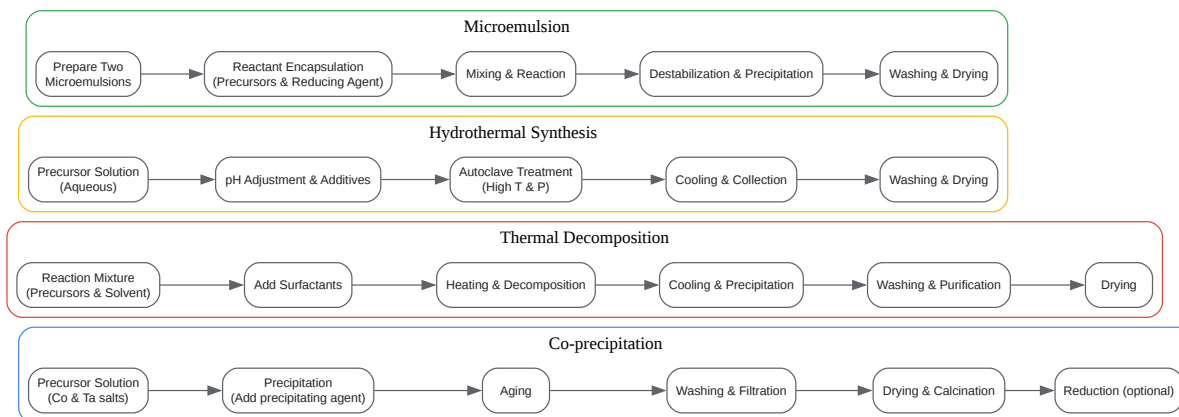 Microemulsion
Prepare Two
Microemulsions
Reactant Encapsulation
(Precursors & Reducing Agent)
Mixing & Reaction
Destabilization & Precipitation
Washing & Drying
Hydrothermal Synthesis
Precursor Solution
(Aqueous)
pH Adjustment & Additives
Autoclave Treatment
(High T & P)
Cooling & Collection
Washing & Drying
Thermal Decomposition
Reaction Mixture
(Precursors & Solvent)
Add Surfactants
Heating & Decomposition
Cooling & Precipitation
Washing & Purification
Drying
Co-precipitation
Precursor Solution
(Co & Ta salts)
Precipitation
(Add precipitating agent)
Aging
Washing & Filtration
Drying & Calcination
Reduction (optional)